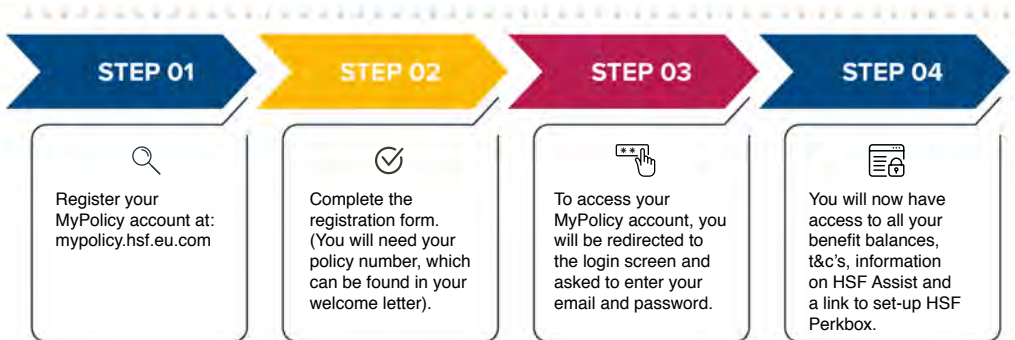 STEP 01
Register your
MyPolicy account at:
mypolicy.hsf.eu.com
STEP 02
Complete the
registration form.
(You will need your
policy number, which
can be found in your
welcome letter).
STEP 03
**
To access your
MyPolicy account, you
will be redirected to
the login screen and
asked to enter your
email and password.
STEP 04
You will now have
access to all your
benefit balances,
t&c's, information
on HSF Assist and
a link to set-up HSF
Perkbox.